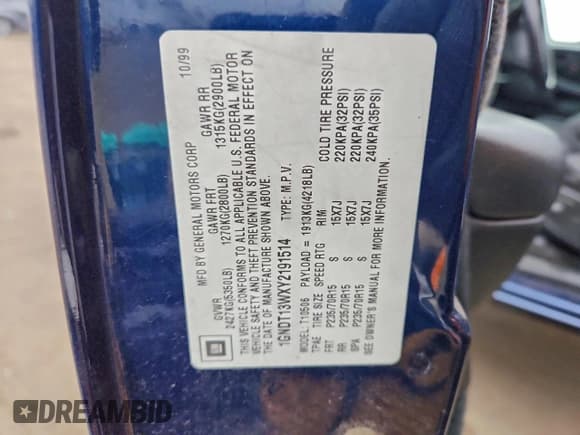 MFD BY GENERAL MOTORS CORP 10/99
GVWR GAWR FRT GAWR RR
2427KG(5350LB) 1270KG(2800LB) 1315KG(2900LB)
THIS VEHICLE CONFORMS TO ALL APPLICABLE U.S. FEDERAL MOTOR
VEHICLE SAFETY AND THEFT PREVENTION STANDARDS IN EFFECT ON
THE DATE OF MANUFACTURE SHOWN ABOVE.
1GNDT13WXY2191514 TYPE: M.P.V.
MODEL: T10506 PAYLOAD = 1913KG(4218LB)
TPAE TIRE SIZE SPEED RTG RIM COLD TIRE PRESSURE
FRT P235/70R15 S 15X7J 220KPA(32PSI)
RR P235/70R15 S 15X7J 220KPA(32PSI)
SPA P235/70R15 S 15X7J 240KPA(35PSI)
SEE OWNER'S MANUAL FOR MORE INFORMATION.
GM
DREAMBID